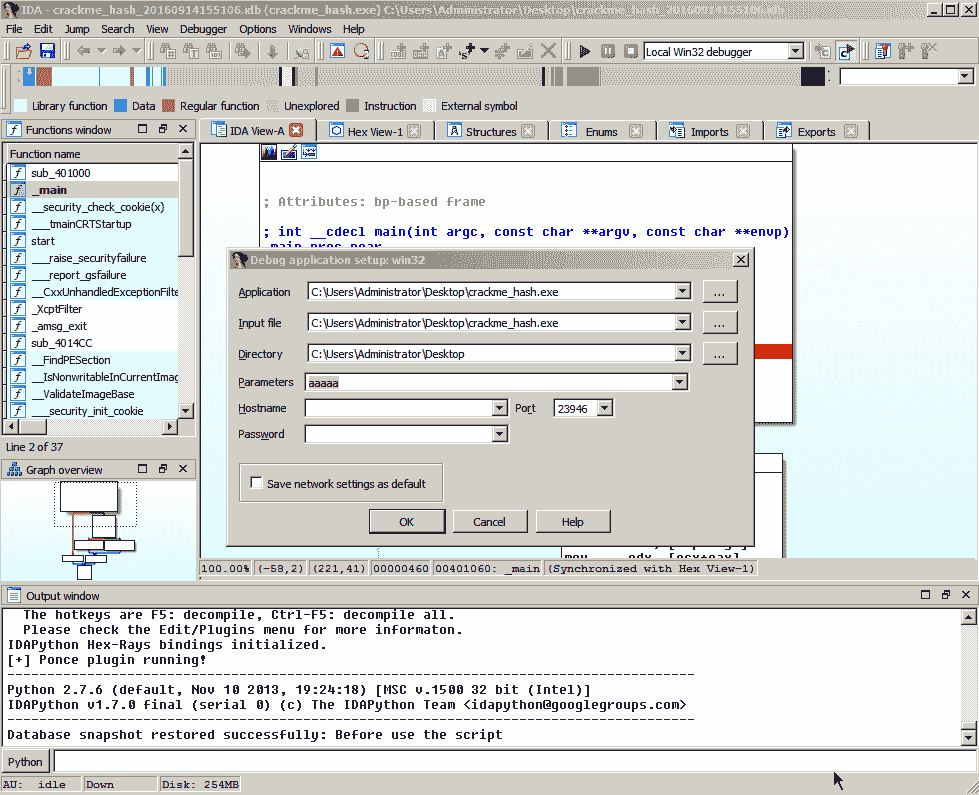 IDA - crackme_hash_20160914155106.idb (crackme_hash.exe) C:\Users\Administrator\Desktop\crackme_hash_20160914155106.idb
File Edit Jump Search View Debugger Options Windows Help
Local Win32 debugger
Library function Data Regular function Unexplored Instruction External symbol
Functions window
IDA View-A Hex View-1 Structures Enums Imports Exports
Function name
sub_401000
_main
__security_check_cookie(x)
___tmainCRTStartup
start
___raise_securityfailure
___report_gsfailure
__CxxUnhandledExceptionFilte
_XcptFilter
_amsg_exit
sub_4014CC
__FindPESection
__IsNonwritableInCurrentImag
__ValidateImageBase
___security_init_cookie
Line 2 of 37
Graph overview
; Attributes: bp-based frame
; int __cdecl main(int argc, const char **argv, const char **envp)
_main proc near
Debug application setup: win32
Application C:\Users\Administrator\Desktop\crackme_hash.exe ...
Input file C:\Users\Administrator\Desktop\crackme_hash.exe ...
Directory C:\Users\Administrator\Desktop ...
Parameters aaaaa
Hostname Port 23946
Password
Save network settings as default
OK Cancel Help
mov edx, [ecx+eax]
100.00% (-58,2) (221,41) 00000460 00401060: _main (Synchronized with Hex View-1)
Output window
The hotkeys are F5: decompile, Ctrl-F5: decompile all.
Please check the Edit/Plugins menu for more informaton.
IDAPython Hex-Rays bindings initialized.
[+] Ponce plugin running!
Python 2.7.6 (default, Nov 10 2013, 19:24:18) [MSC v.1500 32 bit (Intel)]
IDAPython v1.7.0 final (serial 0) (c) The IDAPython Team <idapython@googlegroups.com>
Database snapshot restored successfully: Before use the script
Python
AU: idle Down Disk: 254MB